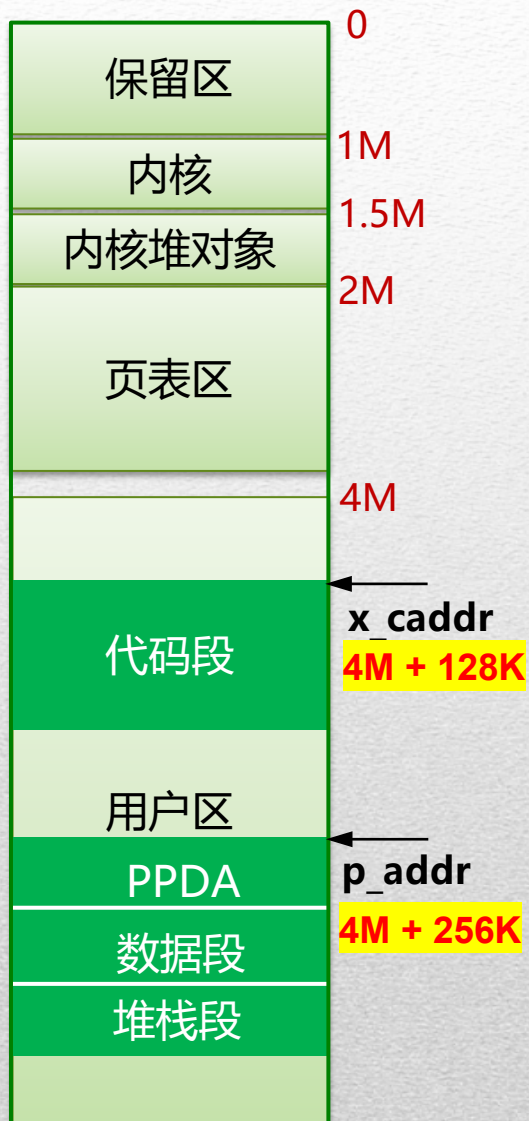 0
保留区
1M
内核
1.5M
内核堆对象
2M
页表区
4M
x_caddr
代码段
4M + 128K
用户区
p_addr
PPDA
4M + 256K
数据段
堆栈段